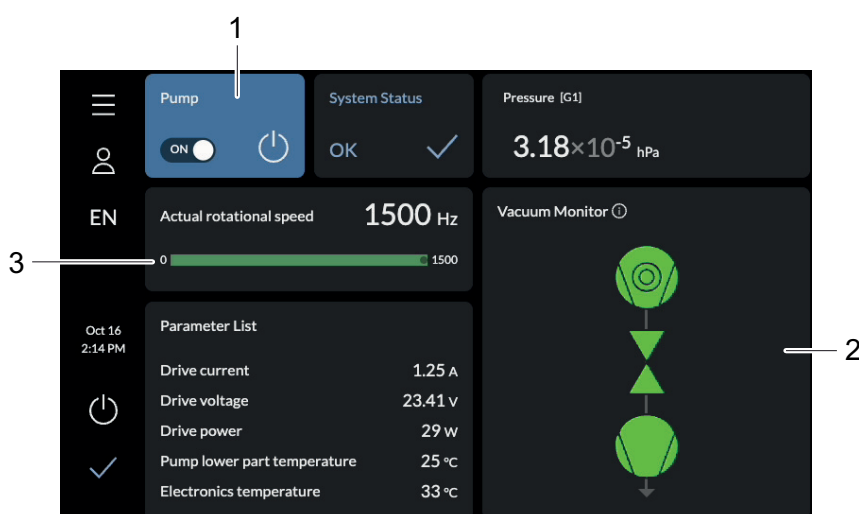 1
Pump
System Status
Pressure [G1]
ON
OK
3.18×10-5 hPa
EN
Actual rotational speed 1500 Hz
Vacuum Monitor
3
0 1500
Oct 16
2:14 PM
Parameter List
2
Drive current 1.25 A
Drive voltage 23.41 V
Drive power 29 W
Pump lower part temperature 25 °C
Electronics temperature 33 °C